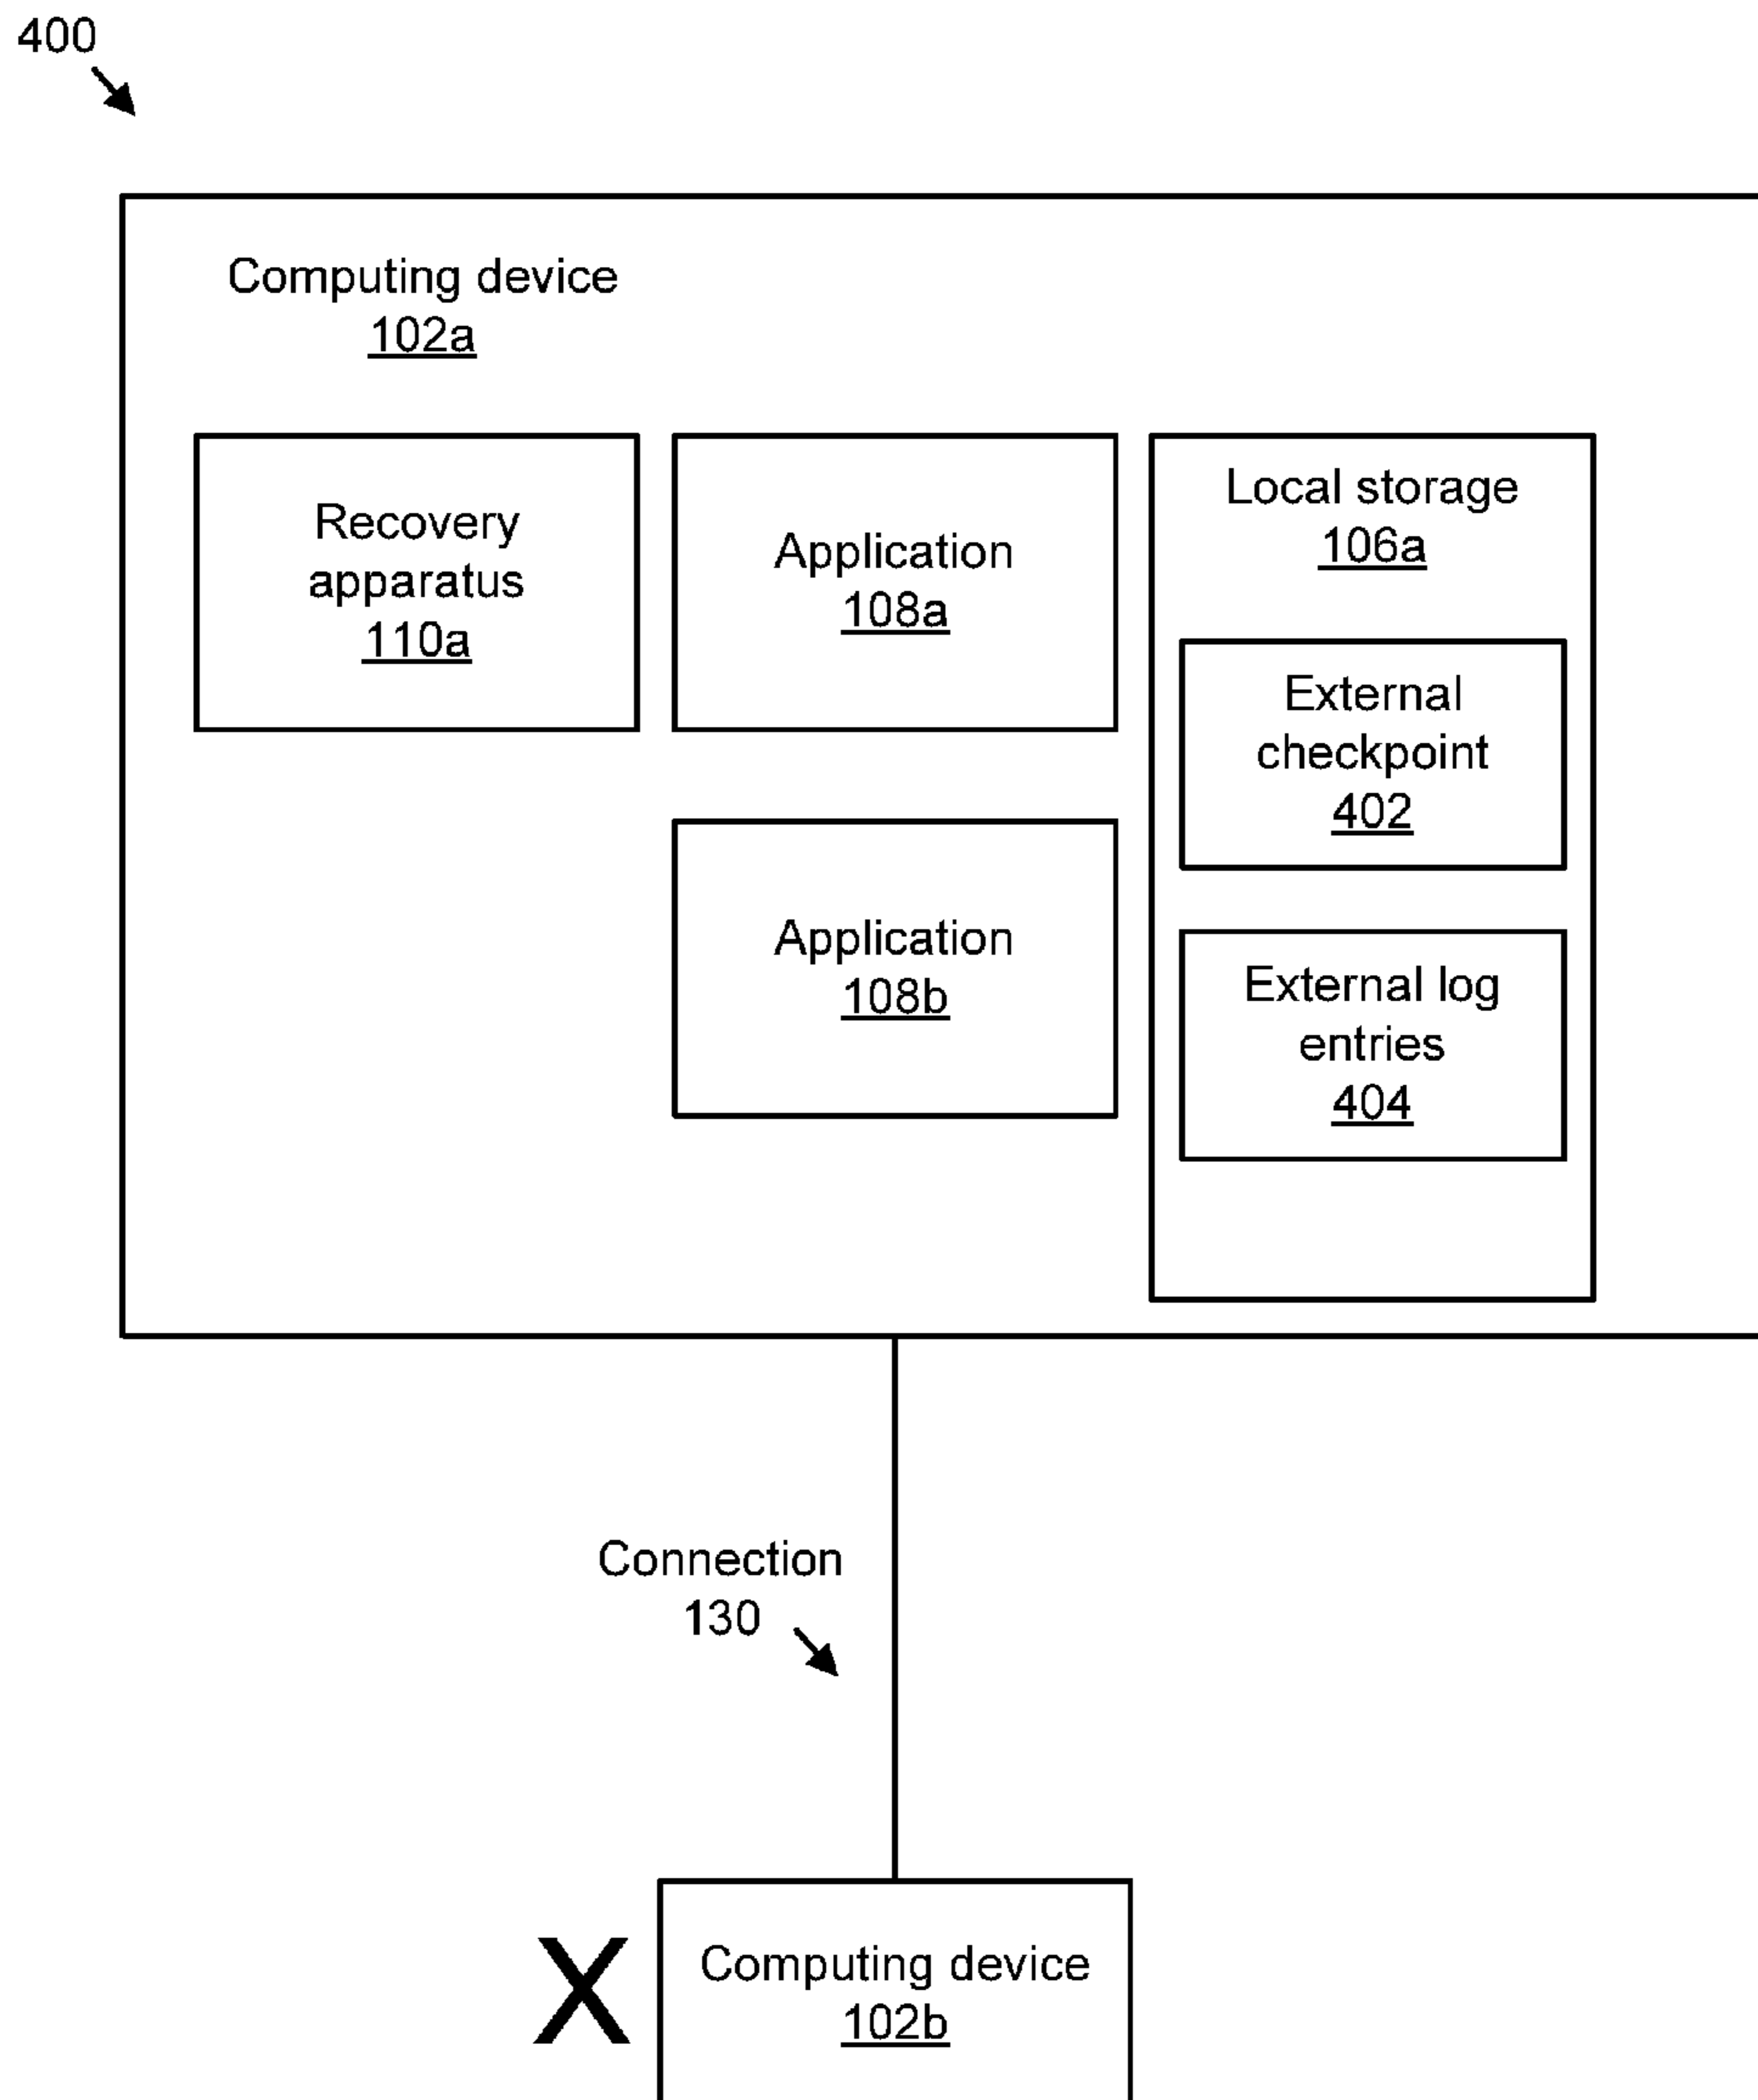 400
Computing device
102a
Recovery
apparatus
110a
Application
108a
Local storage
106a
External
checkpoint
402
Application
108b
External log
entries
404
Connection
130
X
Computing device
102b